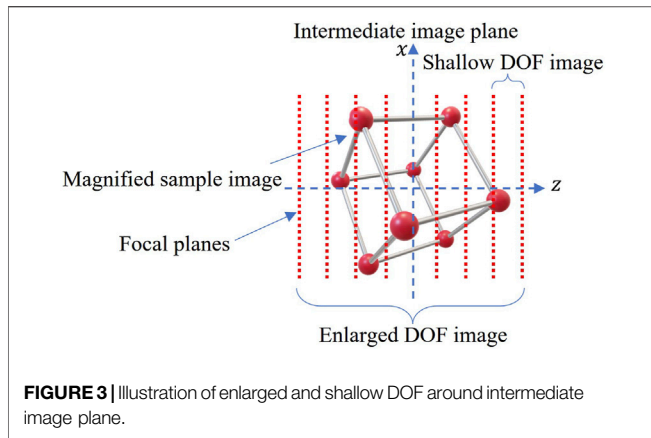 Intermediate image plane
x
Shallow DOF image
Magnified sample image
z
Focal planes
Enlarged DOF image
FIGURE 3 | Illustration of enlarged and shallow DOF around intermediate
image plane.